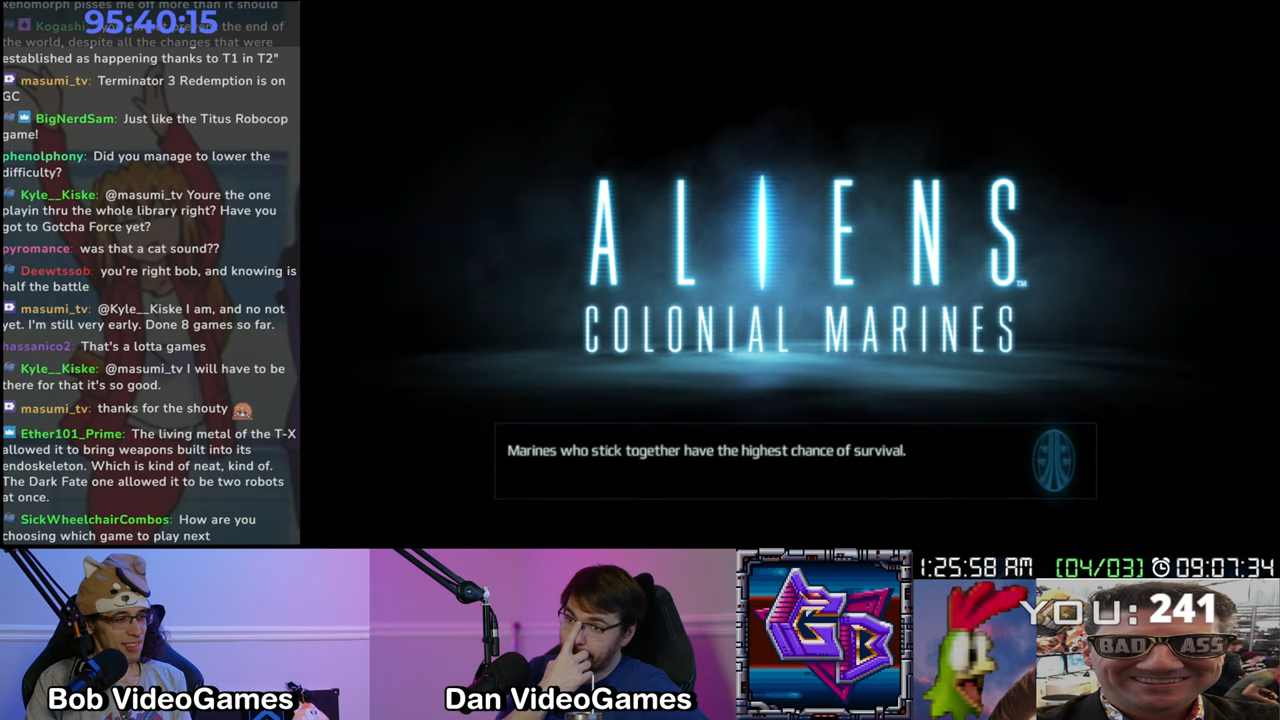 xenomorph pisses me off more than it should
95:40:15
Kogashi: you cannot prevent the end of
the world, despite all the changes that were
established as happening thanks to T1 in T2"
masumi_tv: Terminator 3 Redemption is on
GC
BigNerdSam: Just like the Titus Robocop
game!
phenolphony: Did you manage to lower the
difficulty?
Kyle__Kiske: @masumi_tv Youre the one
playin thru the whole library right? Have you
got to Gotcha Force yet?
pyromance: was that a cat sound??
Deewtssob: you're right bob, and knowing is
half the battle
masumi_tv: @Kyle__Kiske I am, and no not
yet. I'm still very early. Done 8 games so far.
hassanico2: That's a lotta games
Kyle__Kiske: @masumi_tv I will have to be
there for that it's so good.
masumi_tv: thanks for the shouty
Ether101_Prime: The living metal of the T-X
allowed it to bring weapons built into its
endoskeleton. Which is kind of neat, kind of.
The Dark Fate one allowed it to be two robots
at once.
SickWheelchairCombos: How are you
choosing which game to play next
ALIENS™
COLONIAL MARINES
Marines who stick together have the highest chance of survival.
Bob VideoGames
Dan VideoGames
GB
1:25:58 AM [04/03] 09:07:34
YOU: 241
BAD ASS